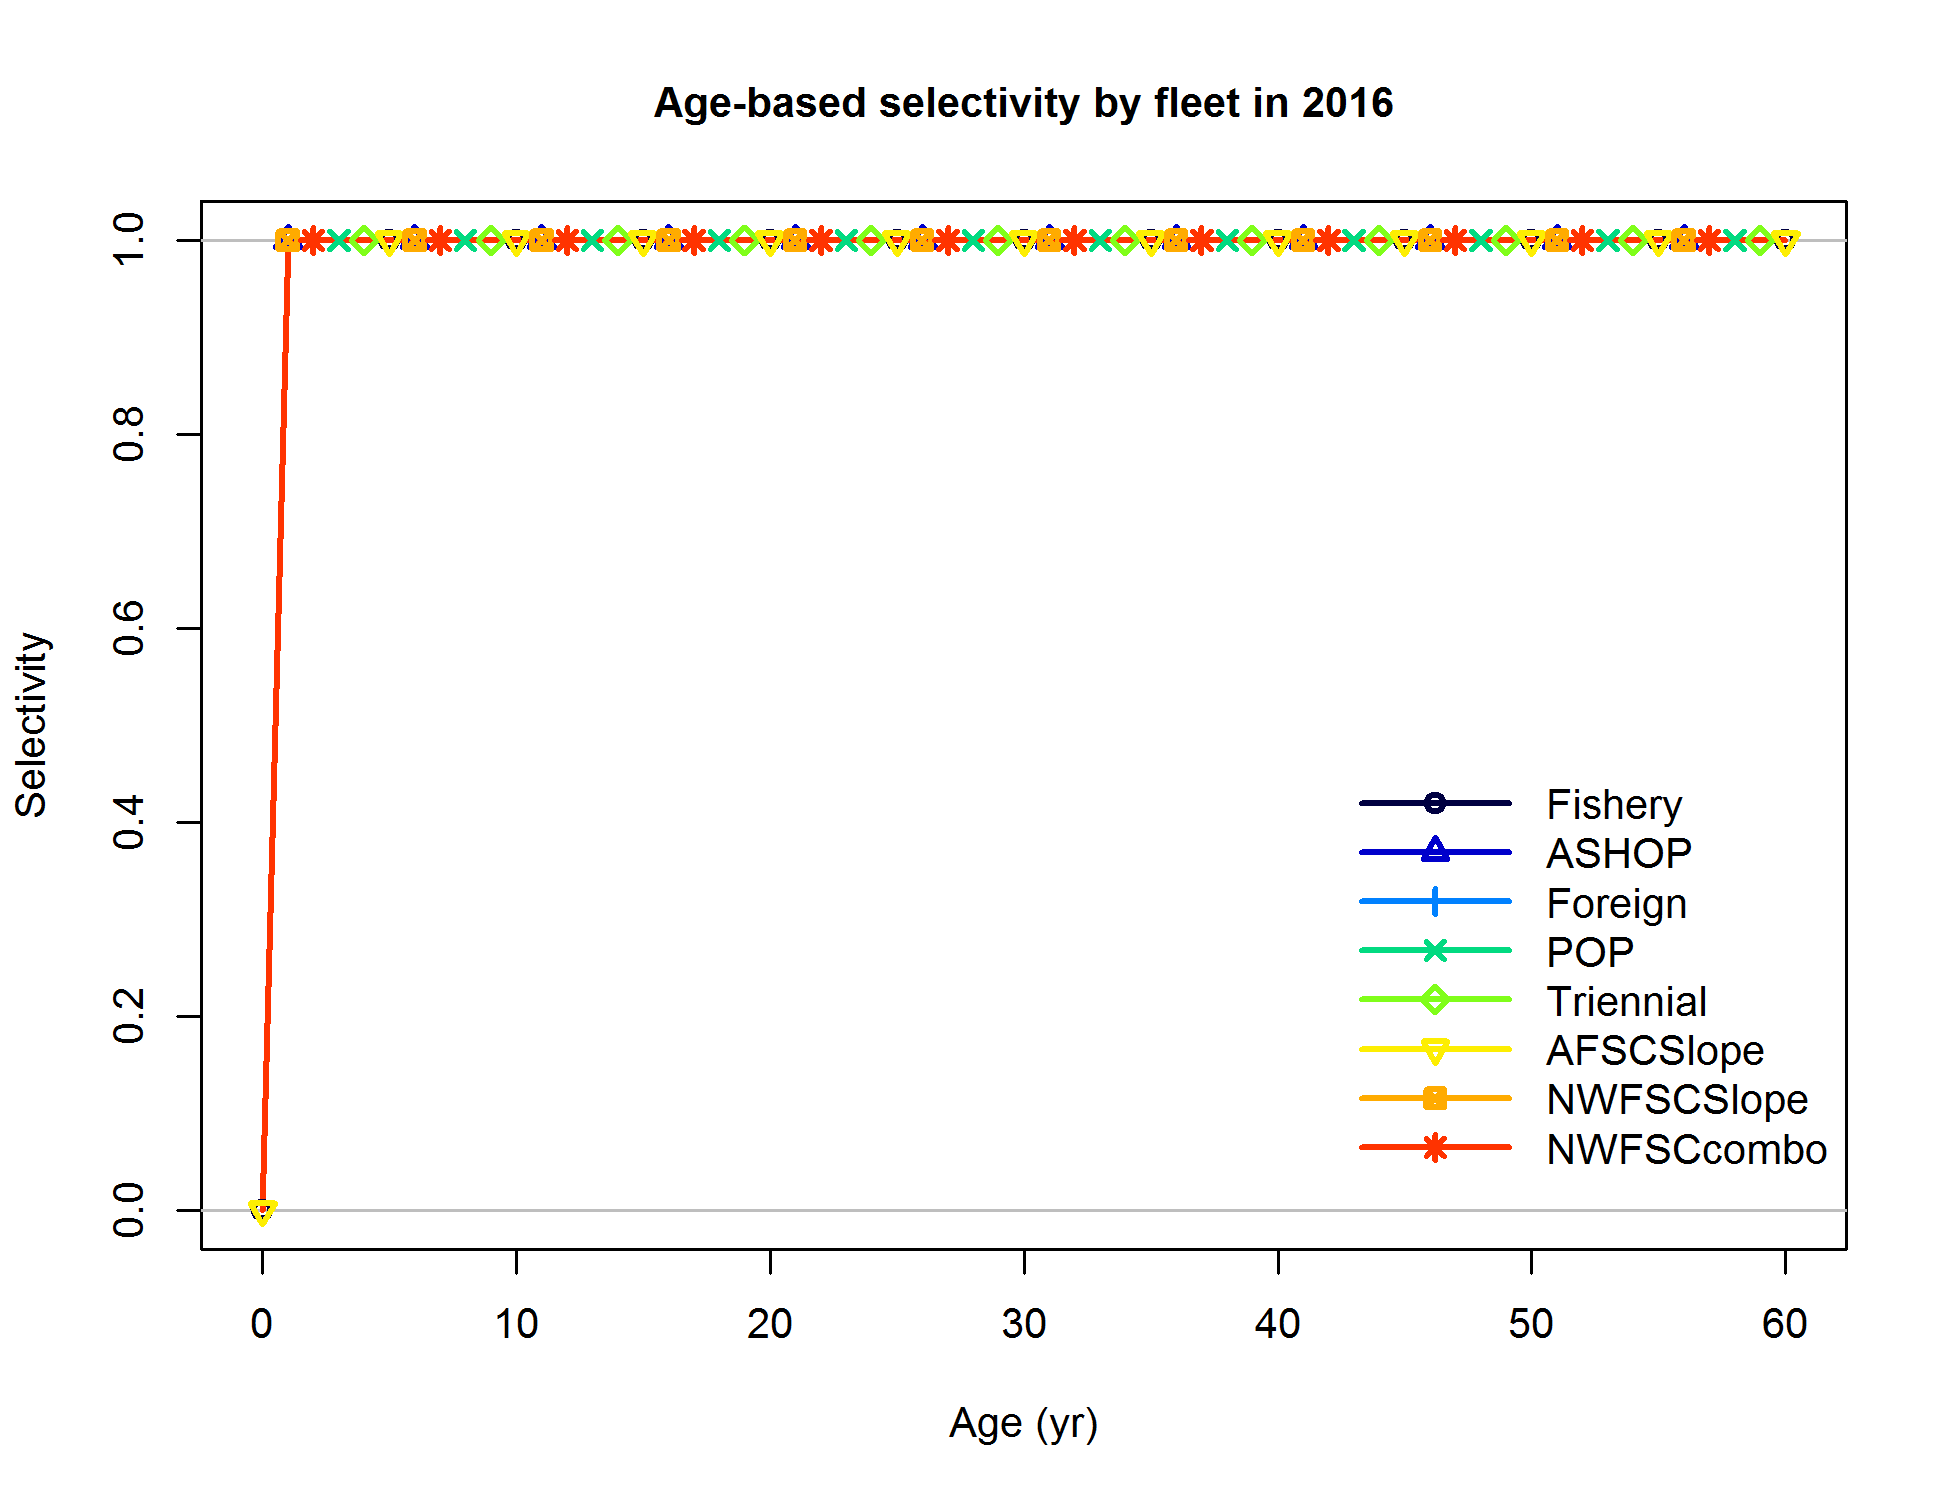 Age-based selectivity by fleet in 2016
Selectivity
1.0
0.8
0.6
0.4
0.2
0.0
Fishery
ASHOP
Foreign
POP
Triennial
AFSCSlope
NWFSCSlope
NWFSCcombo
0 10 20 30 40 50 60
Age (yr)